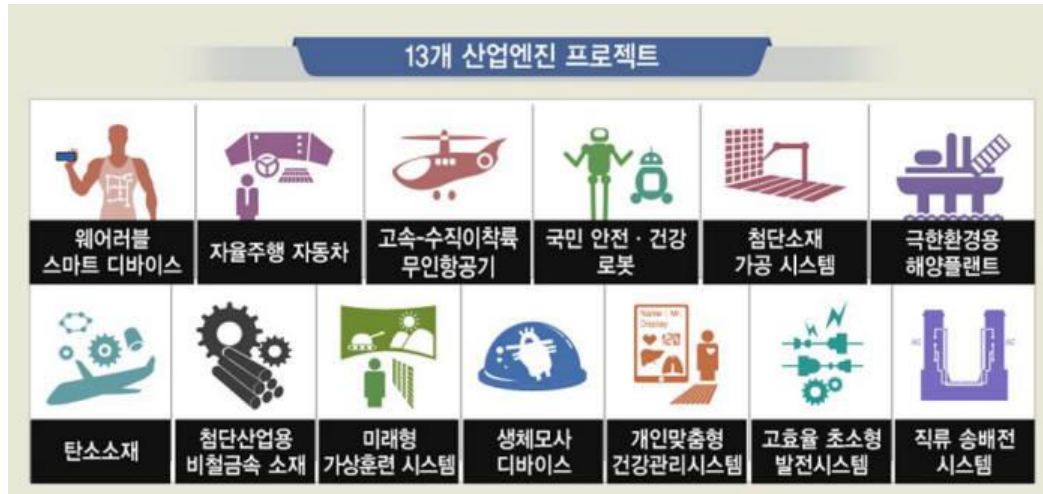 13개 산업엔진 프로젝트
웨어러블
스마트 디바이스
자율주행 자동차
고속-수직이착륙
무인항공기
국민 안전 · 건강
로봇
첨단소재
가공 시스템
극한환경용
해양플랜트
Name : Mr.
Display
120
AC
AC
탄소소재
첨단산업용
비철금속 소재
미래형
가상훈련 시스템
생체모사
디바이스
개인맞춤형
건강관리시스템
고효율 초소형
발전시스템
직류 송배전
시스템